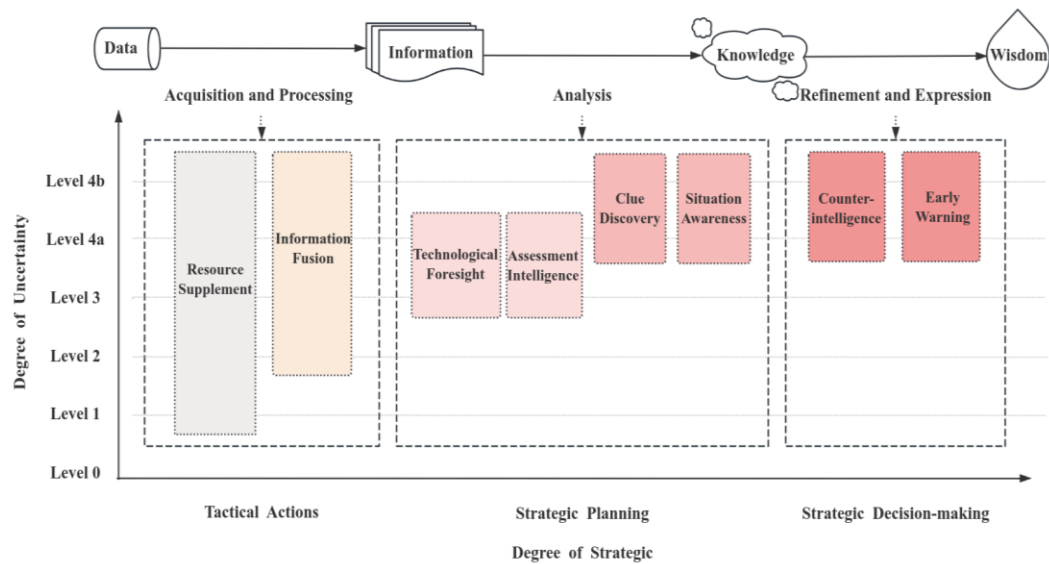 Data
Information
Knowledge
Wisdom
Acquisition and Processing
Analysis
Refinement and Expression
Degree of Uncertainty
Level 4b
Level 4a
Level 3
Level 2
Level 1
Level 0
Resource
Supplement
Information
Fusion
Technological
Foresight
Assessment
Intelligence
Clue
Discovery
Situation
Awareness
Counter-
intelligence
Early
Warning
Tactical Actions
Strategic Planning
Strategic Decision-making
Degree of Strategic